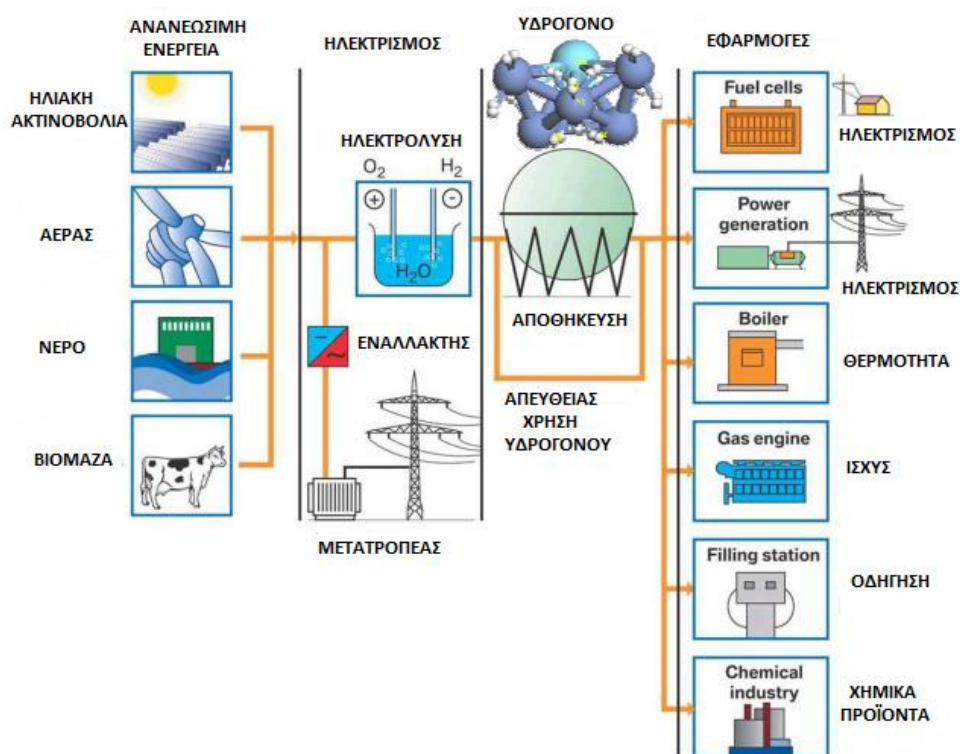 ΑΝΑΝΕΩΣΙΜΗ
ΕΝΕΡΓΕΙΑ
ΗΛΙΑΚΗ
ΑΚΤΙΝΟΒΟΛΙΑ
ΑΕΡΑΣ
ΝΕΡΟ
ΒΙΟΜΑΖΑ
ΗΛΕΚΤΡΙΣΜΟΣ
ΗΛΕΚΤΡΟΛΥΣΗ
O2 H2
+ -
H2O
ΕΝΑΛΛΑΚΤΗΣ
ΜΕΤΑΤΡΟΠΕΑΣ
ΥΔΡΟΓΟΝΟ
ΑΠΟΘΗΚΕΥΣΗ
ΑΠΕΥΘΕΙΑΣ
ΧΡΗΣΗ
ΥΔΡΟΓΟΝΟΥ
ΕΦΑΡΜΟΓΕΣ
Fuel cells
ΗΛΕΚΤΡΙΣΜΟΣ
Power
generation
ΗΛΕΚΤΡΙΣΜΟΣ
Boiler
ΘΕΡΜΟΤΗΤΑ
Gas engine
ΙΣΧΥΣ
Filling station
ΟΔΗΓΗΣΗ
Chemical
industry
ΧΗΜΙΚΑ
ΠΡΟΪΟΝΤΑ